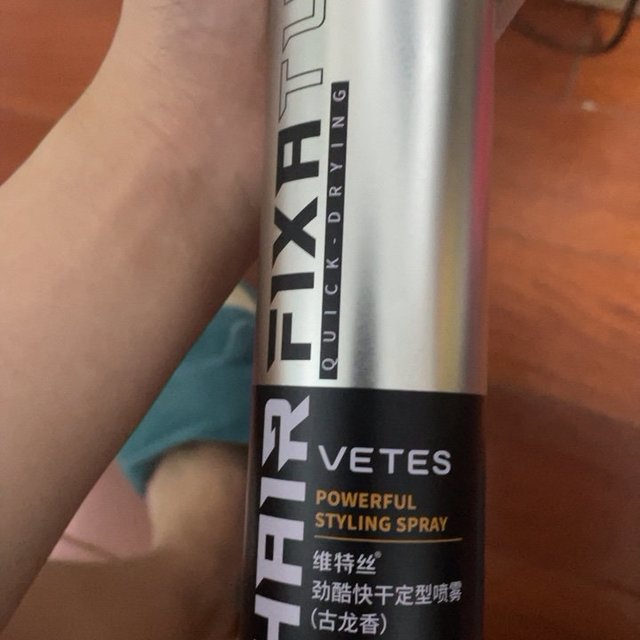 HAIR FIXATU
QUICK-DRYING
VETES
POWERFUL
STYLING SPRAY
维特丝®
劲酷快干定型喷雾
(古龙香)